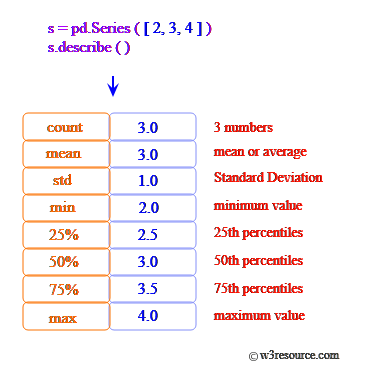 s = pd.Series ( [ 2, 3, 4 ] )
s.describe ( )
count 3.0 3 numbers
mean 3.0 mean or average
std 1.0 Standard Deviation
min 2.0 minimum value
25% 2.5 25th percentiles
50% 3.0 50th percentiles
75% 3.5 75th percentiles
max 4.0 maximum value
© w3resource.com